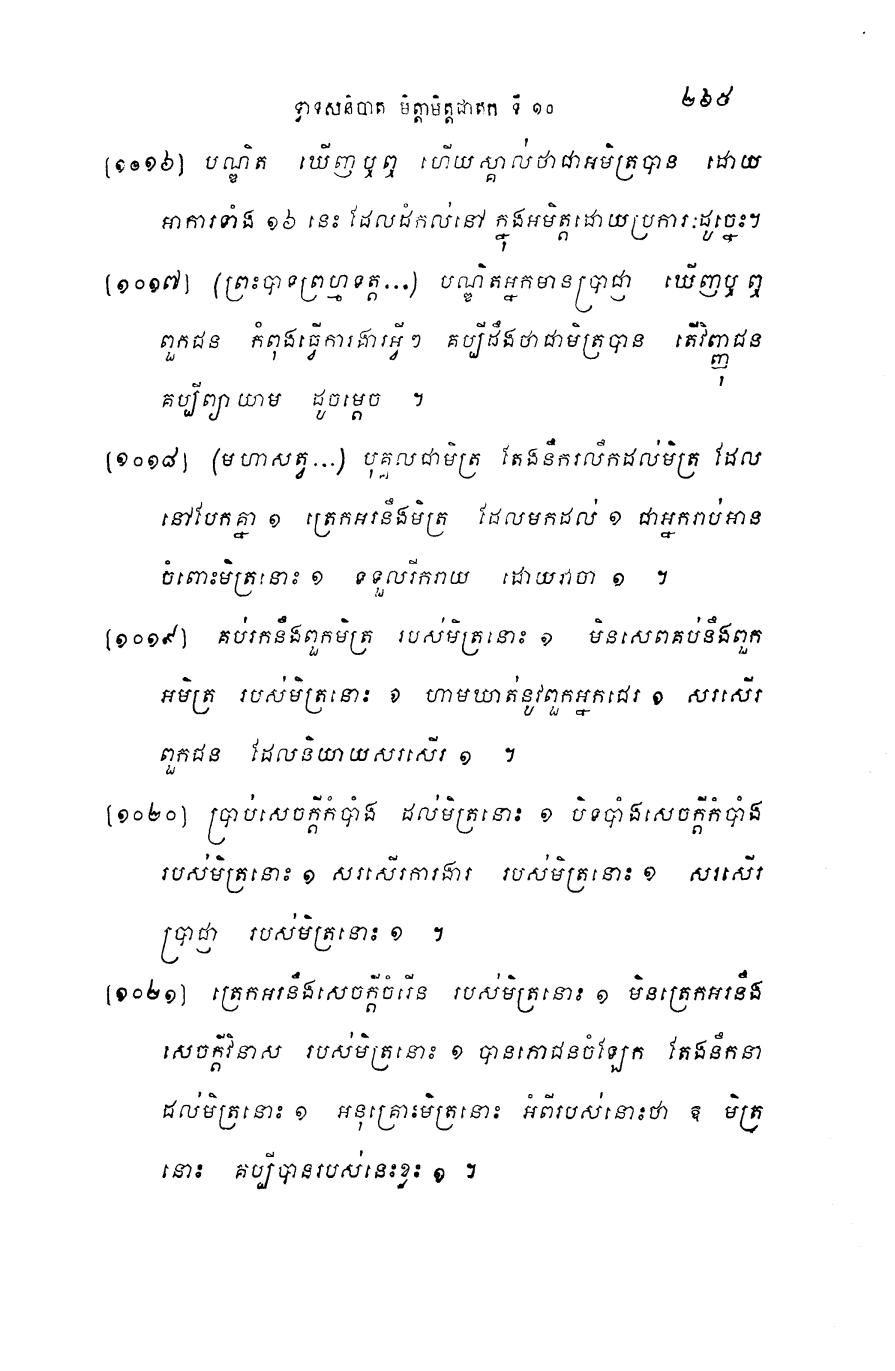 ទ្វាទសនិបាត មិត្តាមិត្តជាតក ទី ១០ ២៦៥
[១០១៦] បណ្ឌិត ឃើញឬឮ ហើយស្គាល់ថាជាអមិត្របាន ដោយ
អាការទាំង ១៦ នេះ ដែលដំកល់នៅ ក្នុងអមិត្តដោយប្រការៈដូច្នេះ។
[១០១៧] (ព្រះបាទព្រហ្មទត្ត...) បណ្ឌិតអ្នកមានប្រាជ្ញា ឃើញឬឮ
ពួកជន កំពុងធ្វើការងារអ្វីៗ គប្បីដឹងថាជាមិត្របាន តើវិញ្ញុជន
គប្បីព្យាយាម ដូចម្តេច ។
[១០១៨] (មហាសត្វ...) បុគ្គលជាមិត្រ តែងនឹករលឹកដល់មិត្រ ដែល
នៅបែកគ្នា ១ ត្រេកអរនឹងមិត្រ ដែលមកដល់ ១ ជាអ្នករាប់អាន
ចំពោះមិត្រនោះ ១ ទទួលរីករាយ ដោយវាចា ១ ។
[១០១៩] គប់រកនឹងពួកមិត្រ របស់មិត្រនោះ ១ មិនសេពគប់នឹងពួក
អមិត្រ របស់មិត្រនោះ ១ ហាមឃាត់នូវពួកអ្នកជេរ ១ សរសើរ
ពួកជន ដែលនិយាយសរសើរ ១ ។
[១០២០] ប្រាប់សេចក្តីកំបាំង ដល់មិត្រនោះ ១ បិទបាំងសេចក្តីកំបាំង
របស់មិត្រនោះ ១ សរសើរការងារ របស់មិត្រនោះ ១ សរសើរ
ប្រាជ្ញា របស់មិត្រនោះ ១ ។
[១០២១] ត្រេកអរនឹងសេចក្តីចំរើន របស់មិត្រនោះ ១ មិនត្រេកអរនឹង
សេចក្តីវិនាស របស់មិត្រនោះ ១ បានភោជនចំឡែក តែងនឹកនា
ដល់មិត្រនោះ ១ អនុគ្រោះមិត្រនោះ អំពីរបស់នោះថា ឱ មិត្រ
នោះ គប្បីបានរបស់នេះខ្លះ ១ ។